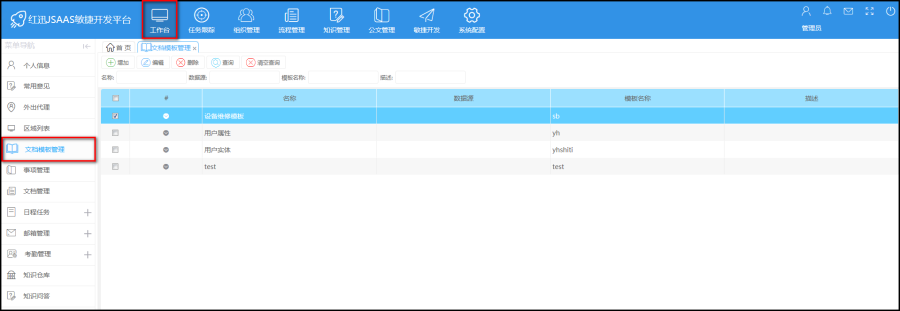 红迅JSAAS敏捷开发平台
工作台 任务跟踪 组织管理 流程管理 知识管理 公文管理 敏捷开发 系统配置
管理员
菜单导航
首 页 文档模板管理 x
增加 编辑 删除 查询 清空查询
名称: 数据源: 模板名称: 描述:
# 名称 数据源 模板名称 描述
设备维修模板 sb
用户属性 yh
用户实体 yhshiti
test test
个人信息
常用意见
外出代理
区域列表
文档模板管理
事项管理
文档管理
日程任务
邮箱管理
考勤管理
知识仓库
知识问答